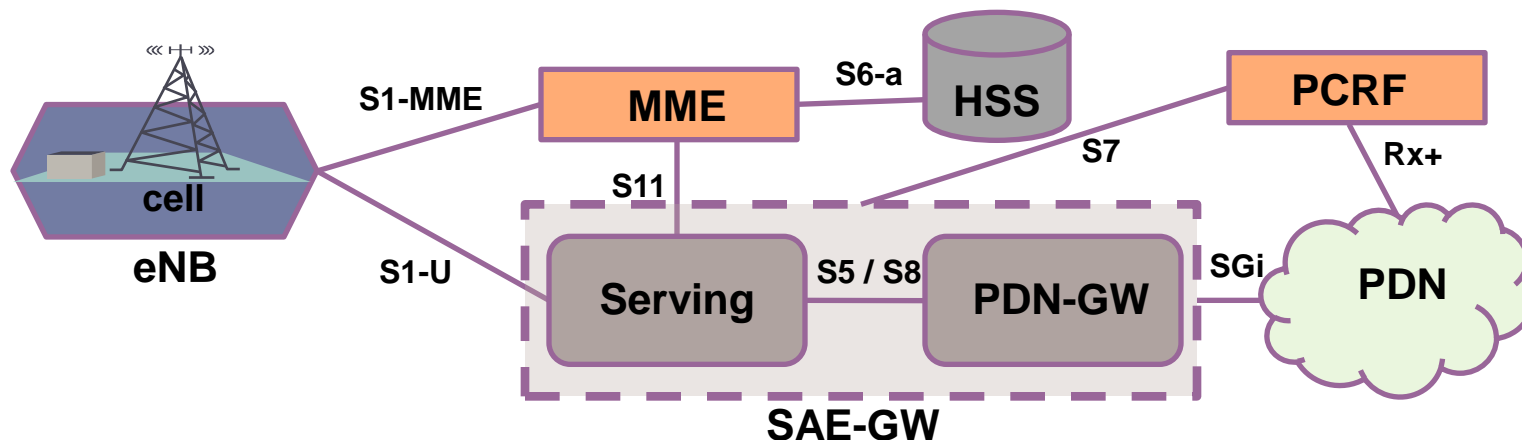 S1-MME
MME
S6-a
HSS
PCRF
S7
Rx+
cell
eNB
S11
S1-U
Serving
S5 / S8
PDN-GW
SGi
PDN
SAE-GW